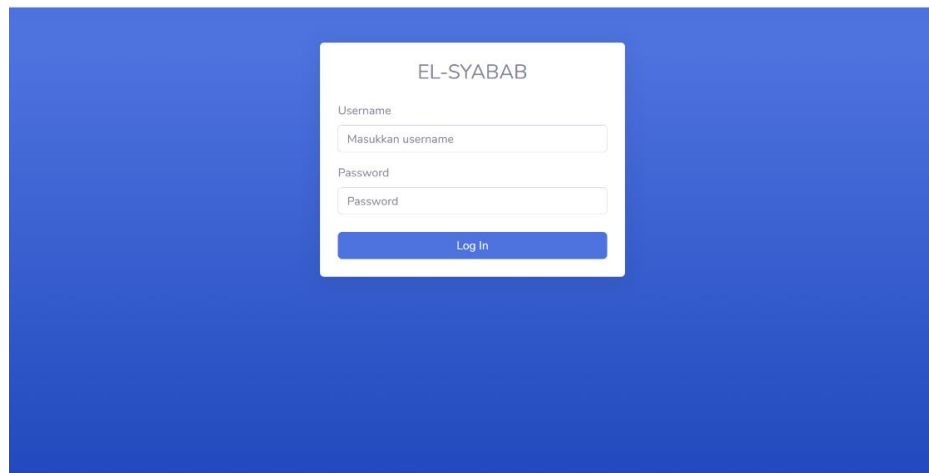 EL-SYABAB
Username
Masukkan username
Password
Password
Log In